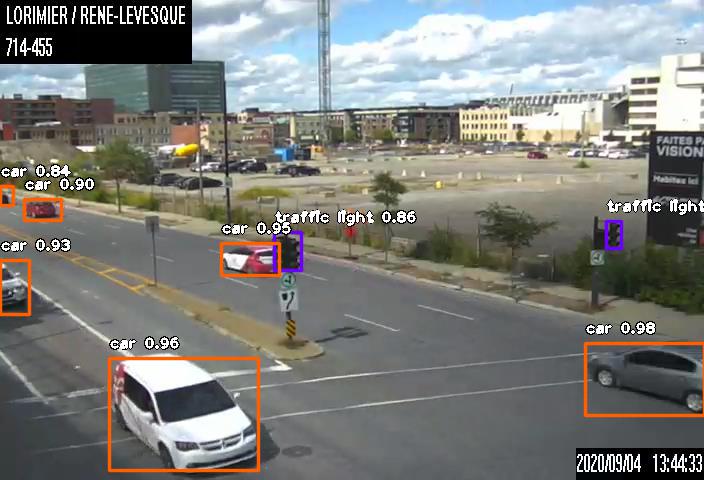 LORIMIER / RENE-LEVESQUE
714-455
car 0.84
car 0.90
car 0.95
traffic light 0.86
traffic light
car 0.93
car 0.96
car 0.98
FAITES PA
VISION
Habitez ici
2020/09/04 13:44:33